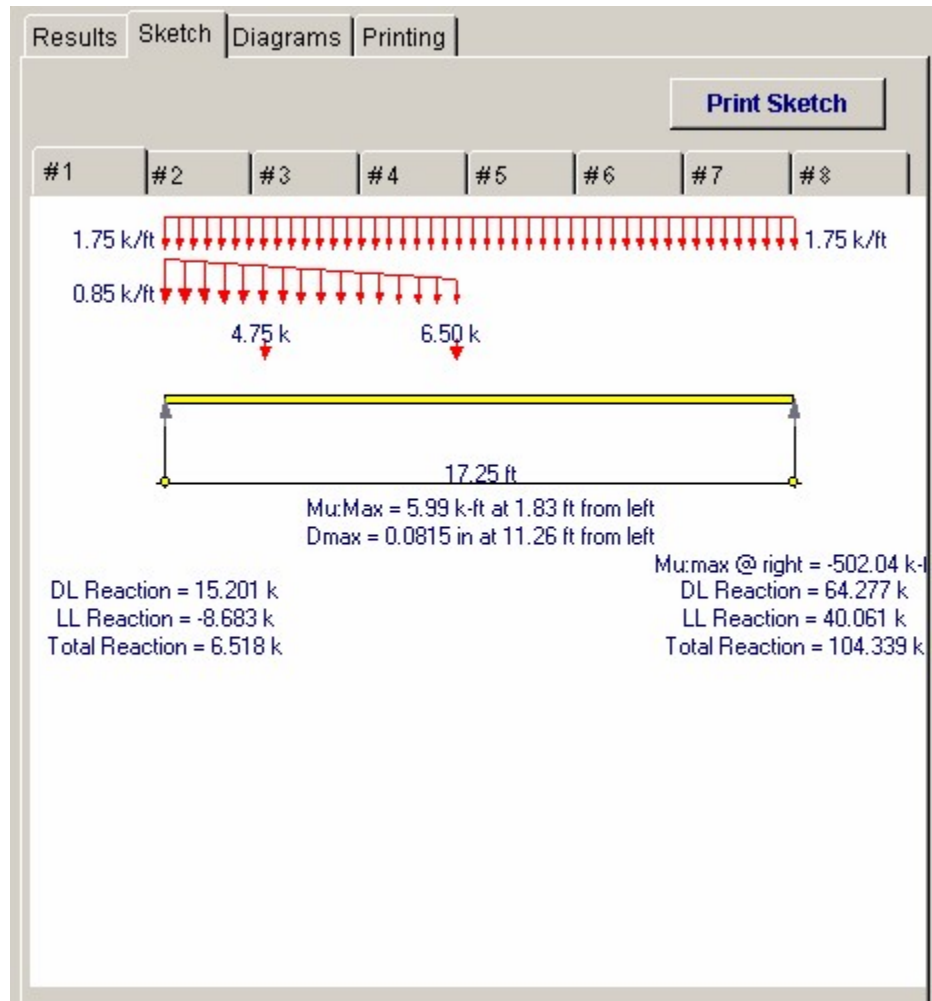 Results Sketch Diagrams Printing
Print Sketch
#1 #2 #3 #4 #5 #6 #7 #8
1.75 k/ft 1.75 k/ft
0.85 k/ft
4.75 k 6.50 k
17.25 ft
Mu:Max = 5.99 k-ft at 1.83 ft from left
Dmax = 0.0815 in at 11.26 ft from left
Mu:max @ right = -502.04 k-
DL Reaction = 15.201 k DL Reaction = 64.277 k
LL Reaction = -8.683 k LL Reaction = 40.061 k
Total Reaction = 6.518 k Total Reaction = 104.339 k